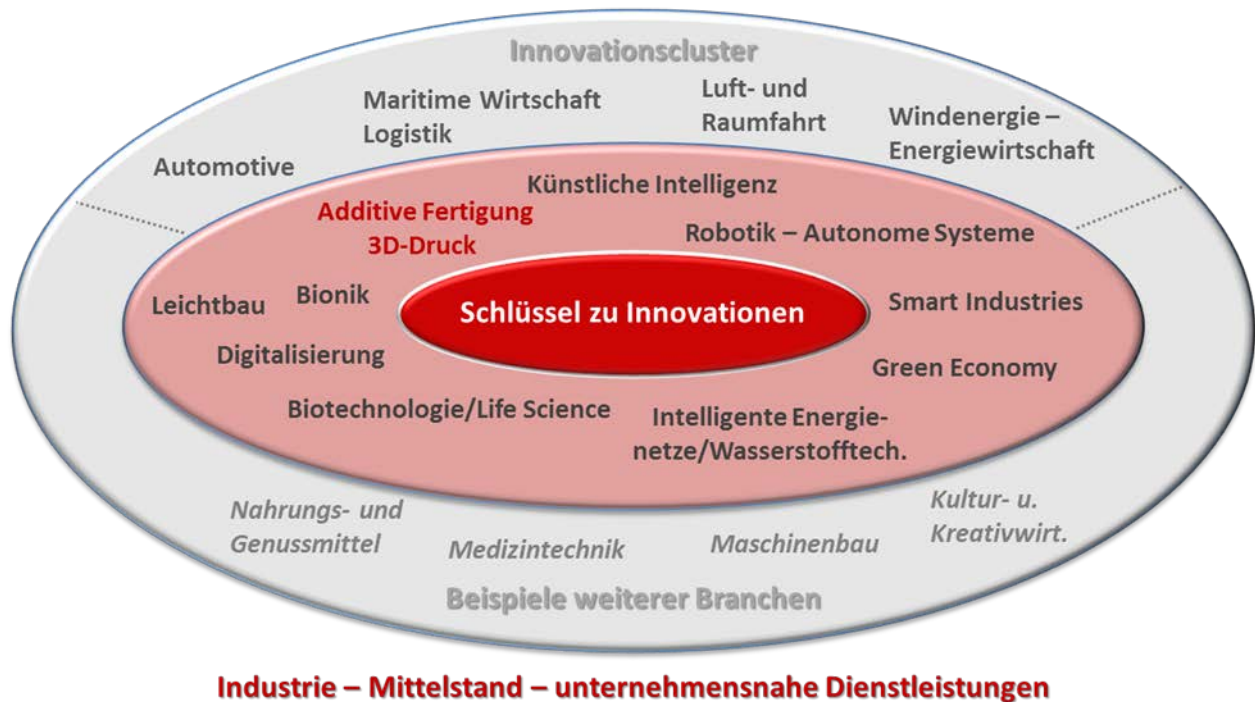 Innovationscluster
Maritime Wirtschaft
Logistik
Luft- und
Raumfahrt
Windenergie –
Energiewirtschaft
Automotive
Künstliche Intelligenz
Additive Fertigung
3D-Druck
Robotik – Autonome Systeme
Leichtbau
Bionik
Schlüssel zu Innovationen
Smart Industries
Digitalisierung
Green Economy
Biotechnologie/Life Science
Intelligente Energie-
netze/Wasserstofftech.
Nahrungs- und
Genussmittel
Medizintechnik
Maschinenbau
Kultur- u.
Kreativwirt.
Beispiele weiterer Branchen
Industrie – Mittelstand – unternehmensnahe Dienstleistungen